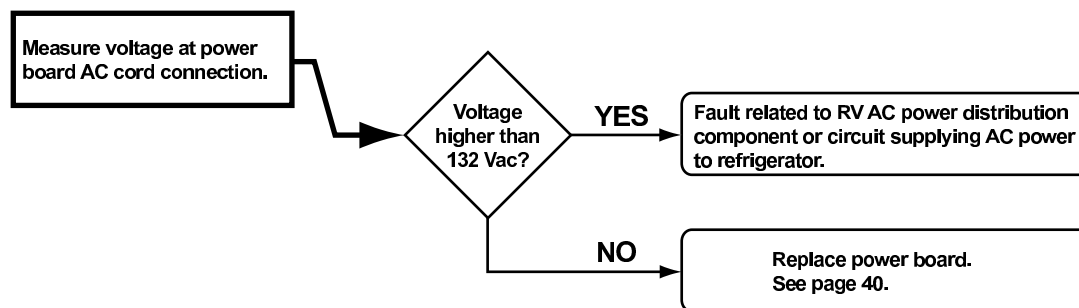 Measure voltage at power
board AC cord connection.
Voltage
higher than
132 Vac?
YES
Fault related to RV AC power distribution
component or circuit supplying AC power
to refrigerator.
NO
Replace power board.
See page 40.